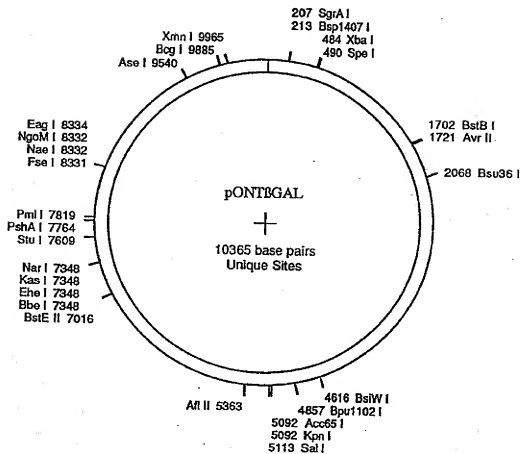 207 SgrA I
213 Bsp1407 I
484 Xba I
490 Spe I
1702 BstB I
1721 Avr II
2068 Bsu36 I
4616 BsiW I
4857 Bpu1102 I
5092 Acc65 I
5092 Kpn I
5113 Sal I
Afl II 5363
BstE II 7016
Bbe I 7348
Ehe I 7348
Kas I 7348
Nar I 7348
Stu I 7609
PshA I 7764
Pml I 7819
Fse I 8331
Nae I 8332
NgoM I 8332
Eag I 8334
Ase I 9540
Bcg I 9885
Xmn I 9965
pONTßGAL
10365 base pairs
Unique Sites